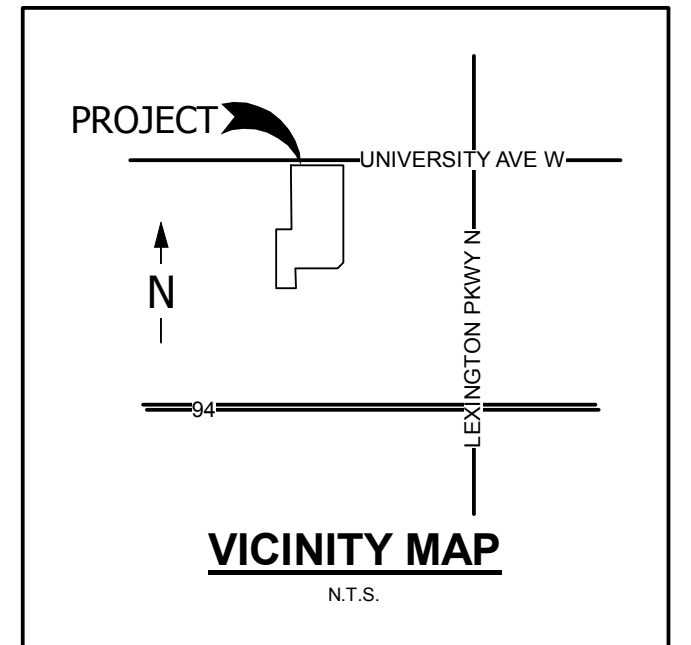 PROJECT
UNIVERSITY AVE W
N
LEXINGTON PKWY N
94
VICINITY MAP
N.T.S.